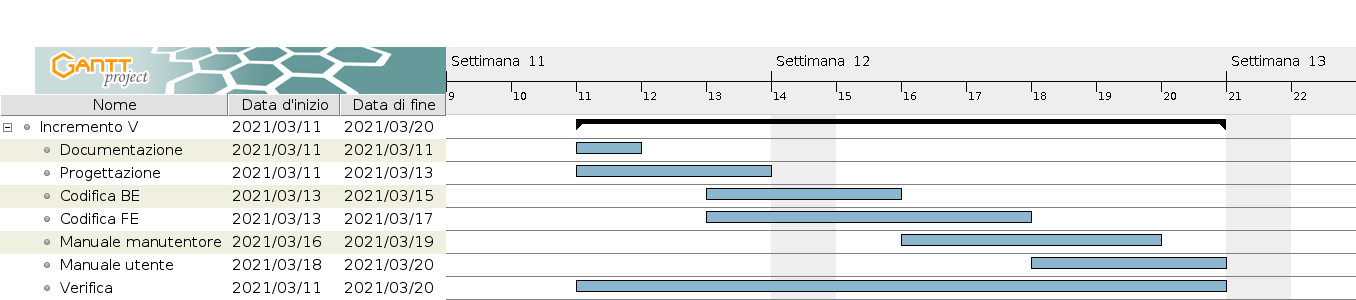 GANTT
project
Settimana 11
Settimana 12
Settimana 13
9 10 11 12 13 14 15 16 17 18 19 20 21 22
Nome Data d'inizio Data di fine
Incremento V 2021/03/11 2021/03/20
Documentazione 2021/03/11 2021/03/11
Progettazione 2021/03/11 2021/03/13
Codifica BE 2021/03/13 2021/03/15
Codifica FE 2021/03/13 2021/03/17
Manuale manutentore 2021/03/16 2021/03/19
Manuale utente 2021/03/18 2021/03/20
Verifica 2021/03/11 2021/03/20